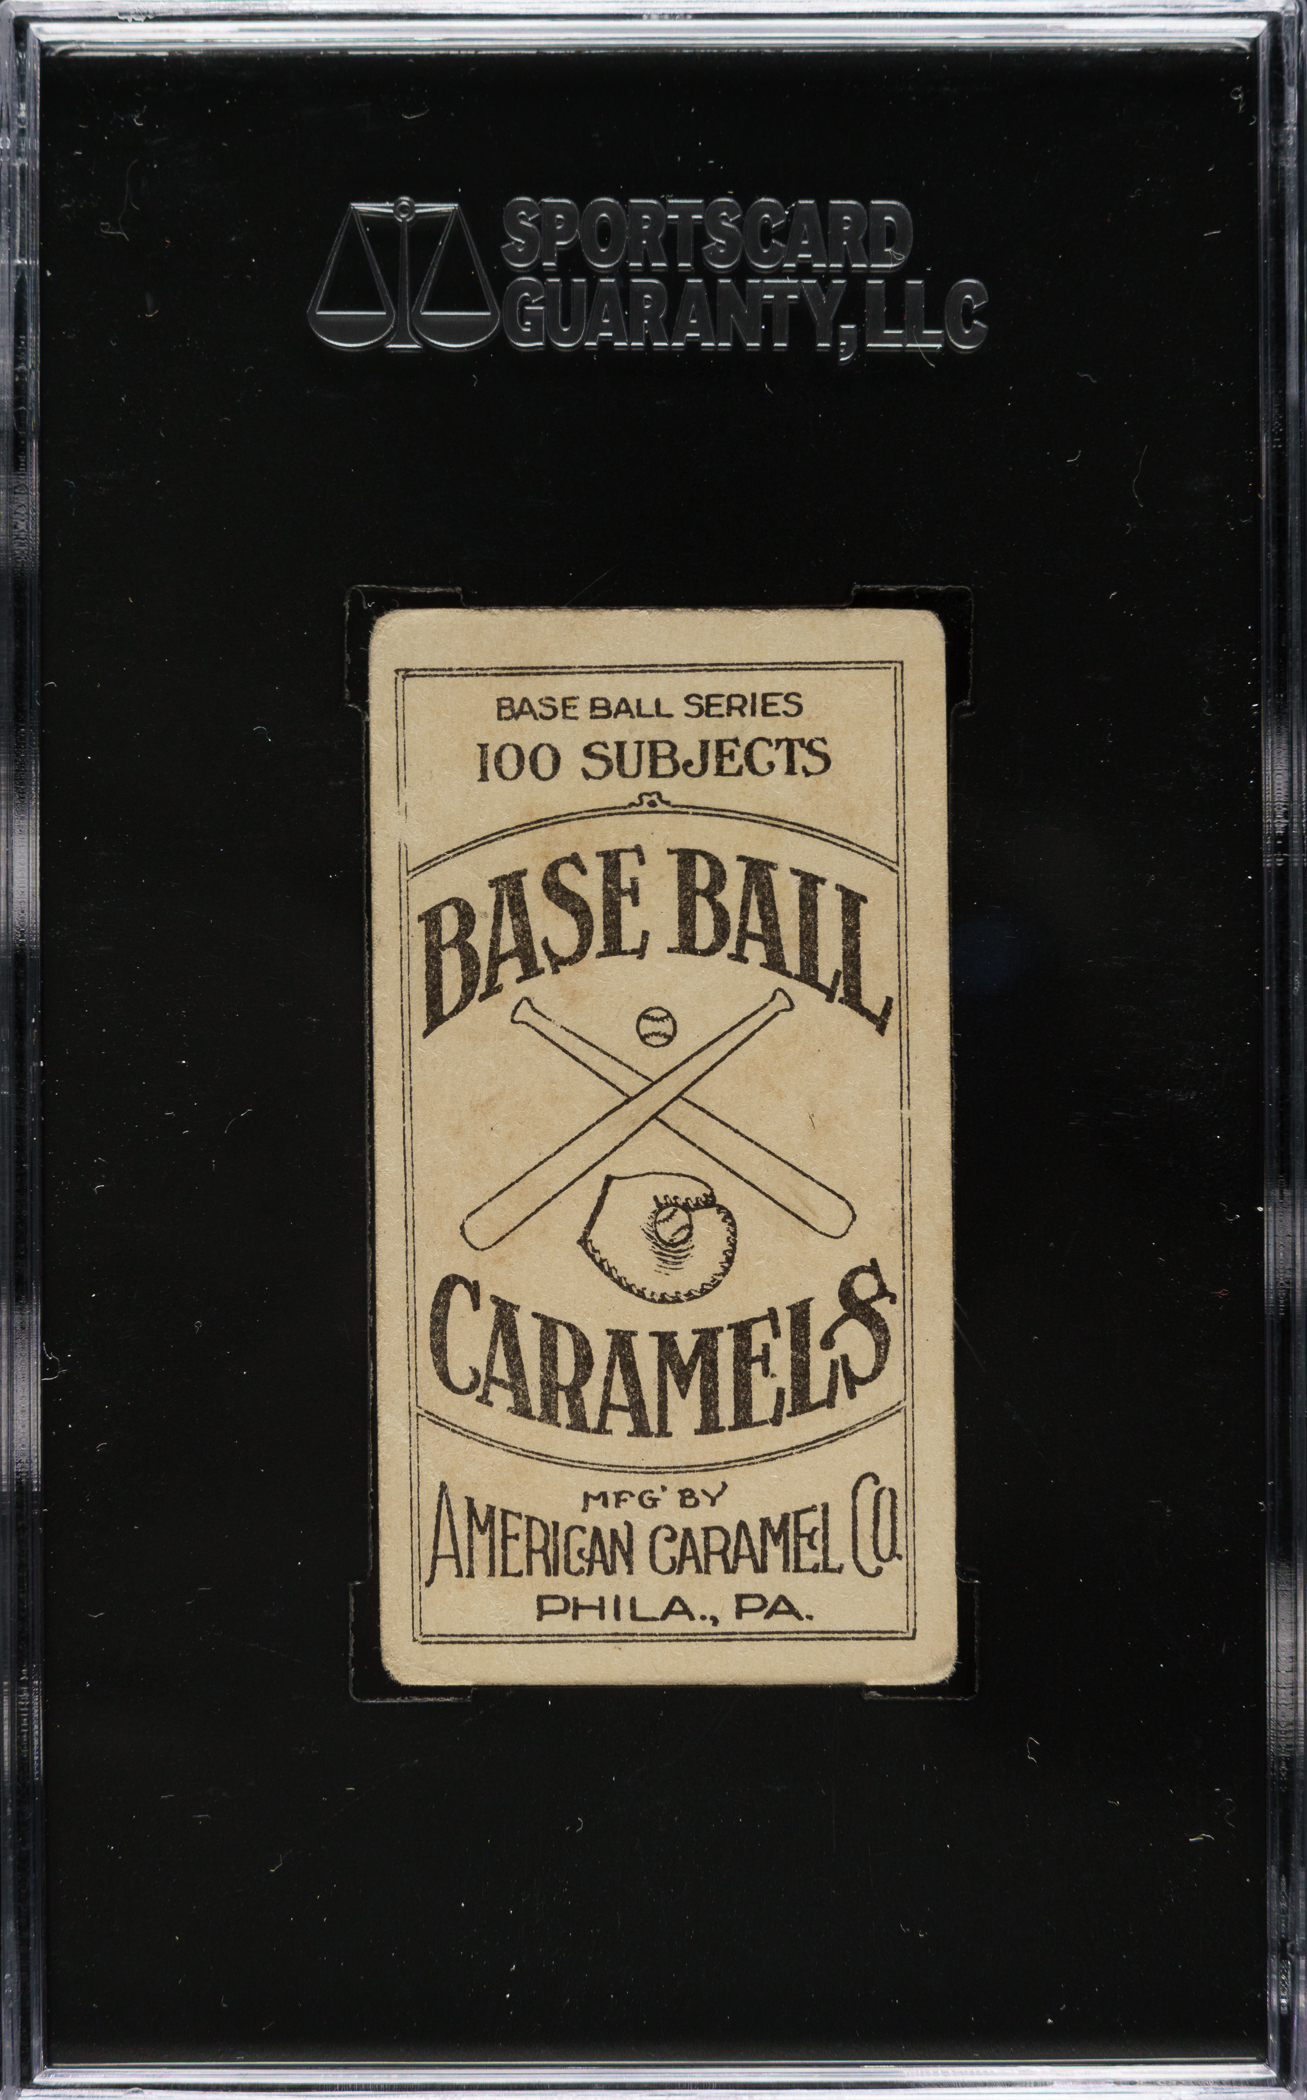 SPORTSCARD
GUARANTY, LLC
BASE BALL SERIES
100 SUBJECTS
BASE BALL
CARAMELS
MFG' BY
AMERICAN CARAMEL CO.
PHILA., PA.